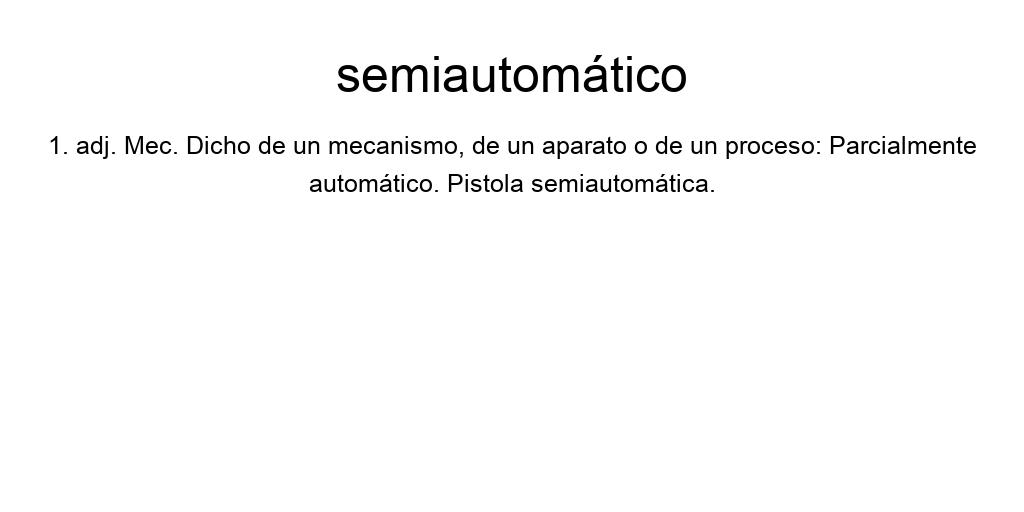 semiautomático
1. adj. Mec. Dicho de un mecanismo, de un aparato o de un proceso: Parcialmente
automático. Pistola semiautomática.